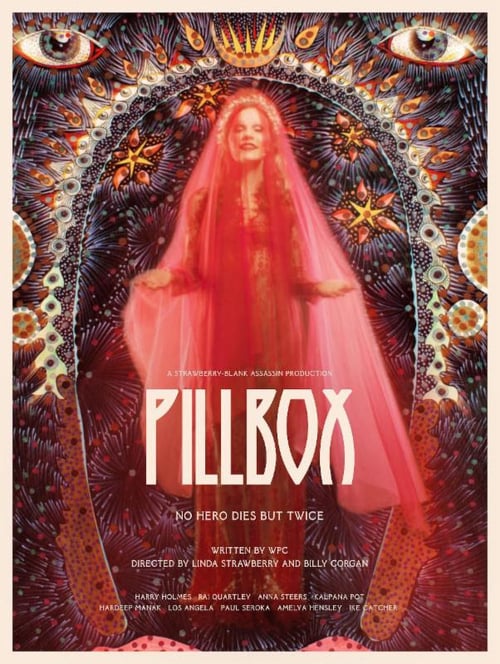 A STRAWBERRY-BLANK ASSASSIN PRODUCTION
PILLBOX
NO HERO DIES BUT TWICE
WRITTEN BY WPC
DIRECTED BY LINDA STRAWBERRY AND BILLY CORGAN
HARRY HOLMES RAI QUARTLEY ANNA STEERS KALPANA POT
HARDEEP MANAK LOS ANGELA PAUL SEROKA AMELYA HENSLEY IKE CATCHER